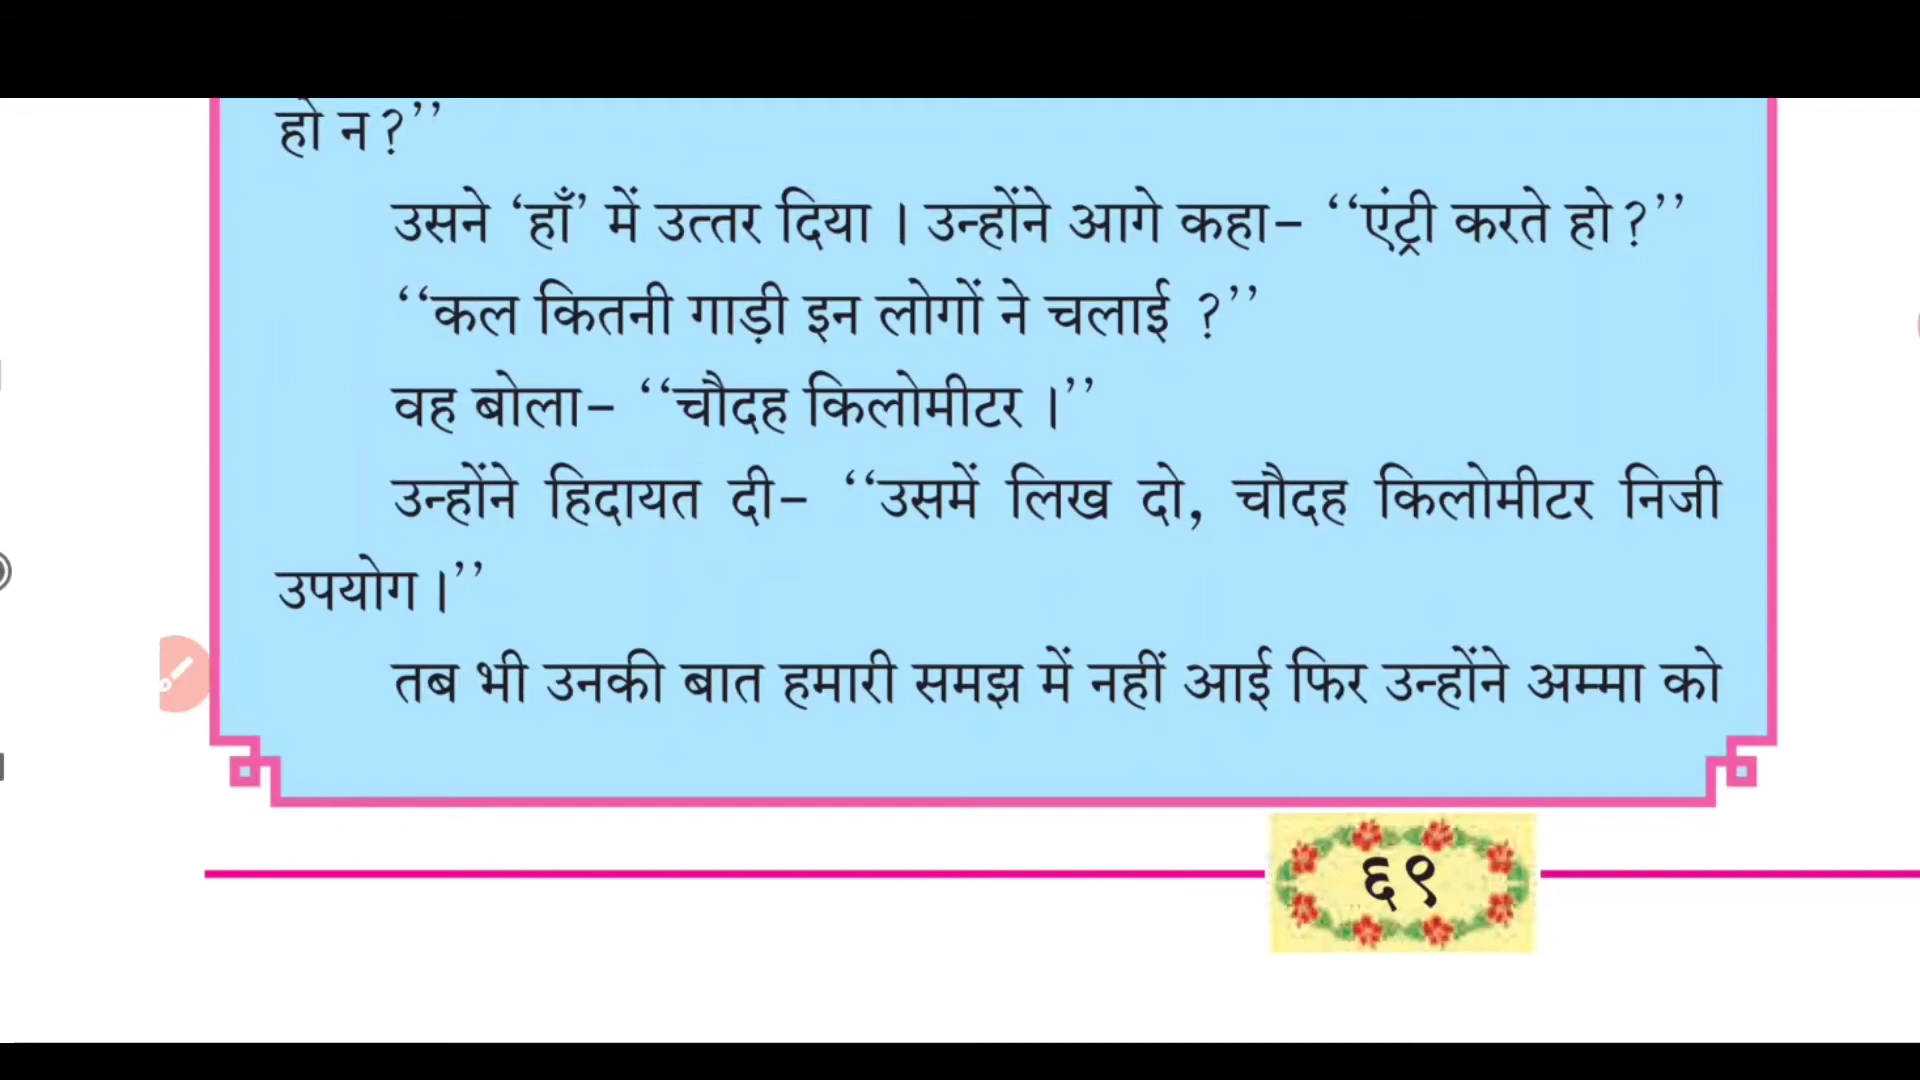 हो न ?’’
उसने ‘हाँ’ में उत्तर दिया । उन्होंने आगे कहा– ‘‘एंट्री करते हो ?’’
‘‘कल कितनी गाड़ी इन लोगों ने चलाई ?’’
वह बोला– ‘‘चौदह किलोमीटर ।’’
उन्होंने हिदायत दी– ‘‘उसमें लिख दो, चौदह किलोमीटर निजी
उपयोग ।’’
तब भी उनकी बात हमारी समझ में नहीं आई फिर उन्होंने अम्मा को
६९